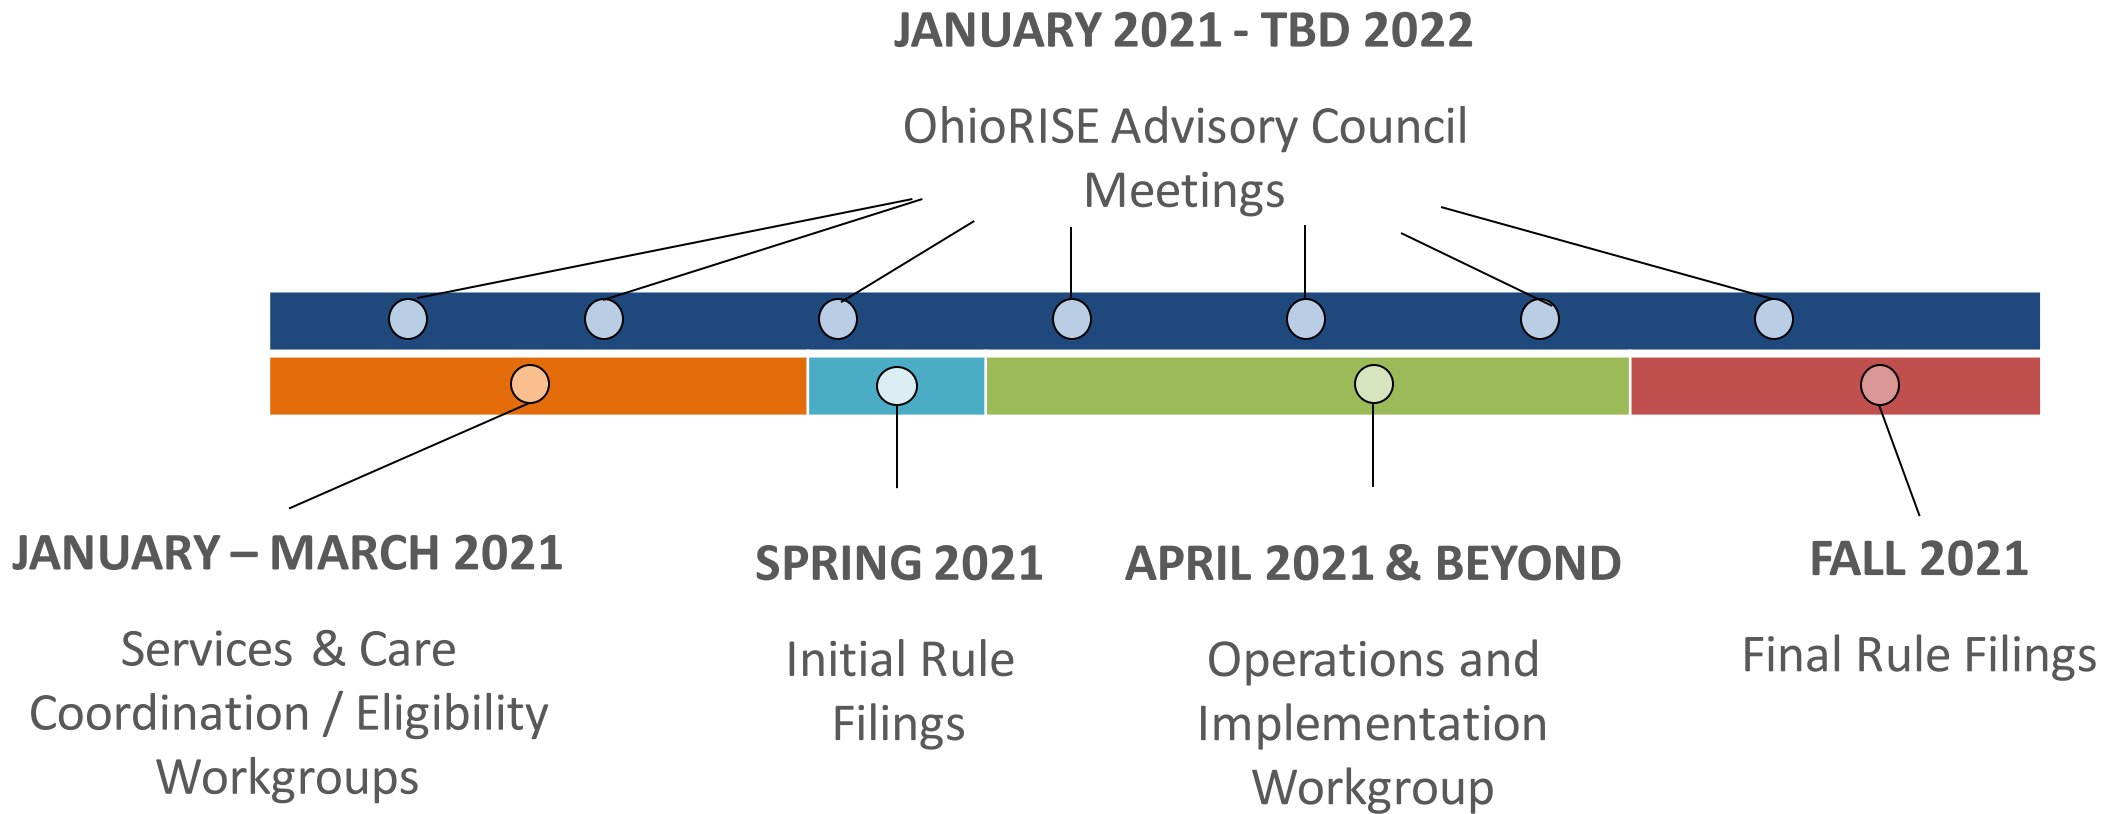 JANUARY 2021 - TBD 2022
OhioRISE Advisory Council
Meetings
JANUARY – MARCH 2021
Services & Care
Coordination / Eligibility
Workgroups
SPRING 2021
Initial Rule
Filings
APRIL 2021 & BEYOND
Operations and
Implementation
Workgroup
FALL 2021
Final Rule Filings